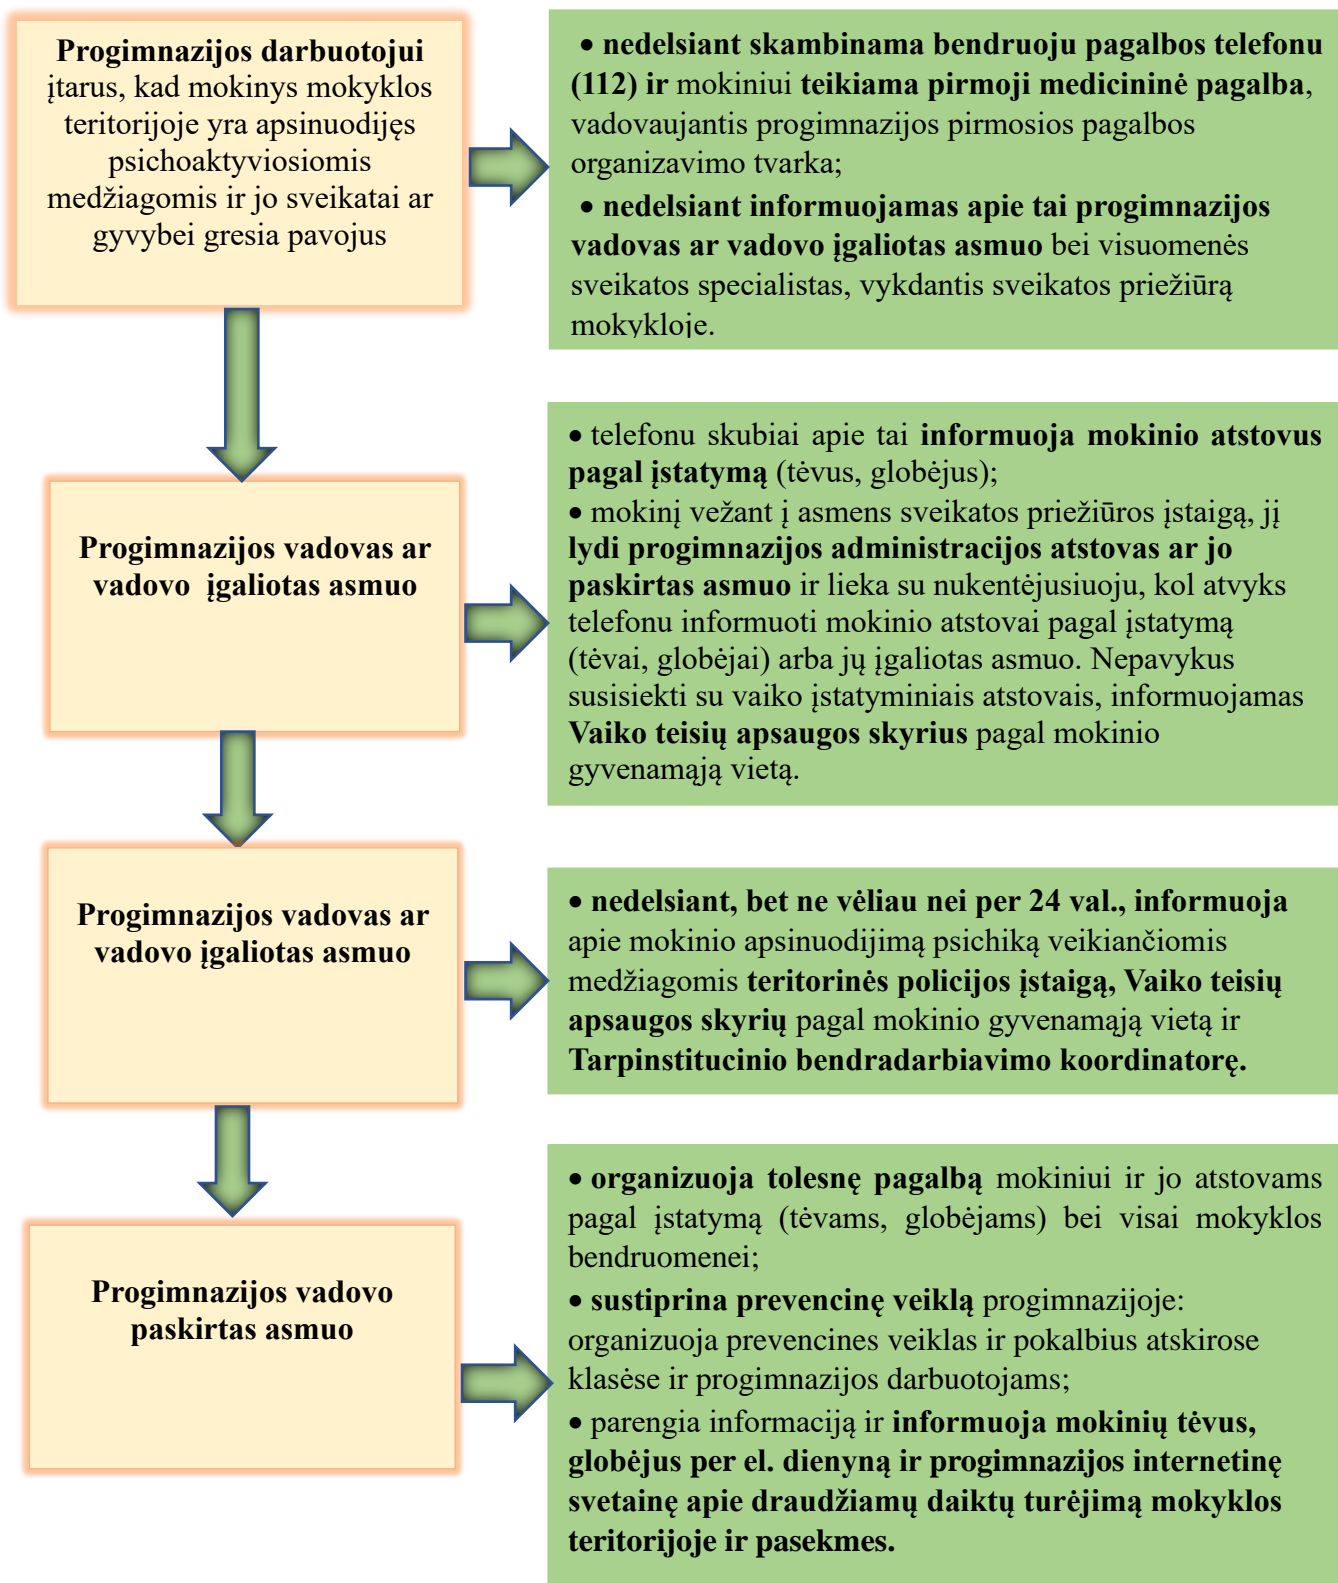 Progimnazijos darbuotojui
įtarus, kad mokinys mokyklos
teritorijoje yra apsinuodijęs
psichoaktyviosiomis
medžiagomis ir jo sveikatai ar
gyvybei gresia pavojus
• nedelsiant skambinama bendruoju pagalbos telefonu
(112) ir mokiniui teikiama pirmoji medicininė pagalba,
vadovaujantis progimnazijos pirmosios pagalbos
organizavimo tvarka;
• nedelsiant informuojamas apie tai progimnazijos
vadovas ar vadovo įgaliotas asmuo bei visuomenės
sveikatos specialistas, vykdantis sveikatos priežiūrą
mokykloje.
Progimnazijos vadovas ar
vadovo įgaliotas asmuo
• telefonu skubiai apie tai informuoja mokinio atstovus
pagal įstatymą (tėvus, globėjus);
• mokinį vežant į asmens sveikatos priežiūros įstaigą, jį
lydi progimnazijos administracijos atstovas ar jo
paskirtas asmuo ir lieka su nukentėjusiuoju, kol atvyks
telefonu informuoti mokinio atstovai pagal įstatymą
(tėvai, globėjai) arba jų įgaliotas asmuo. Nepavykus
susisiekti su vaiko įstatyminiais atstovais, informuojamas
Vaiko teisių apsaugos skyrius pagal mokinio
gyvenamąją vietą.
Progimnazijos vadovas ar
vadovo įgaliotas asmuo
• nedelsiant, bet ne vėliau nei per 24 val., informuoja
apie mokinio apsinuodijimą psichiką veikiančiomis
medžiagomis teritorinės policijos įstaigą, Vaiko teisių
apsaugos skyrių pagal mokinio gyvenamąją vietą ir
Tarpinstitucinio bendradarbiavimo koordinatorę.
Progimnazijos vadovo
paskirtas asmuo
• organizuoja tolesnę pagalbą mokiniui ir jo atstovams
pagal įstatymą (tėvams, globėjams) bei visai mokyklos
bendruomenei;
• sustiprina prevencinę veiklą progimnazijoje:
organizuoja prevencines veiklas ir pokalbius atskirose
klasėse ir progimnazijos darbuotojams;
• parengia informaciją ir informuoja mokinių tėvus,
globėjus per el. dienyną ir progimnazijos internetinę
svetainę apie draudžiamų daiktų turėjimą mokyklos
teritorijoje ir pasekmes.